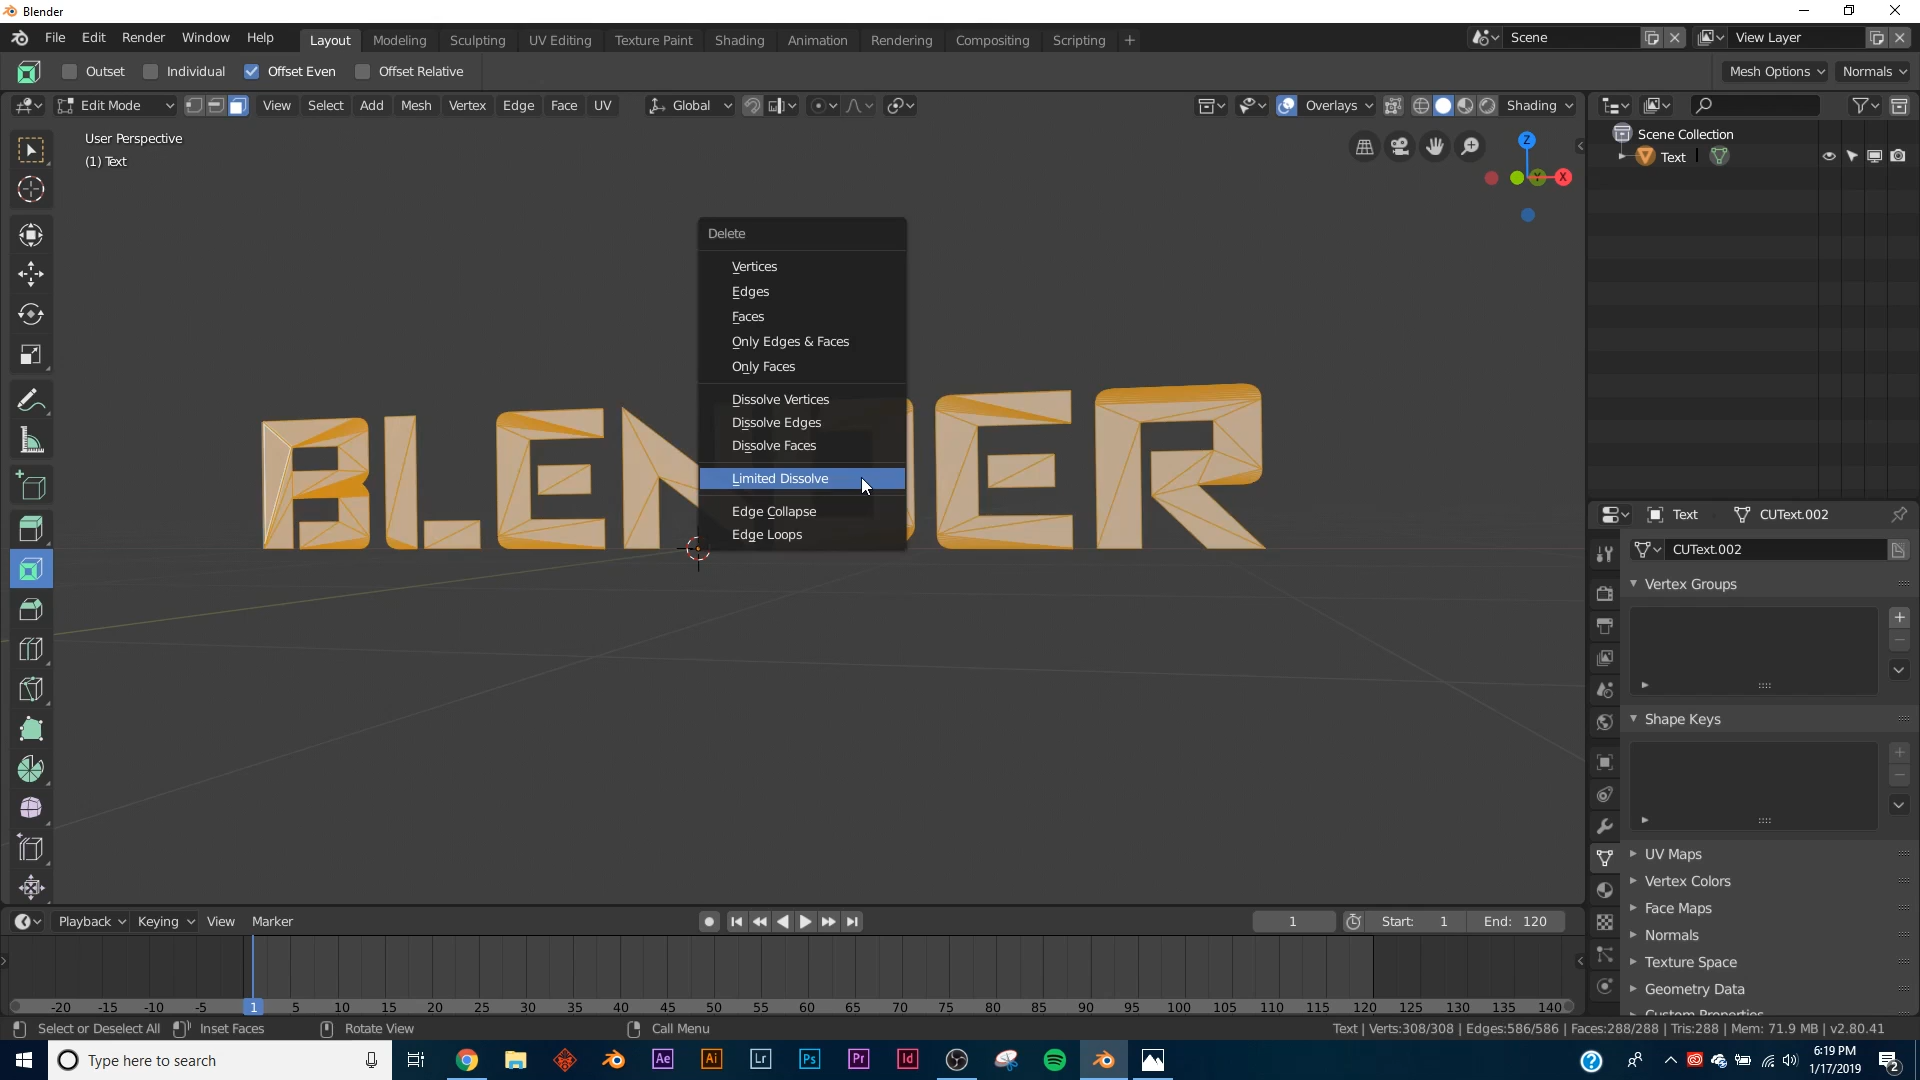 Blender
File Edit Render Window Help Layout Modeling Sculpting UV Editing Texture Paint Shading Animation Rendering Compositing Scripting + Scene View Layer
Outset Individual Offset Even Offset Relative Mesh Options Normals
Edit Mode View Select Add Mesh Vertex Edge Face UV Global Overlays Shading
User Perspective
(1) Text
Z
Y X
Scene Collection
Text
Delete
Vertices
Edges
Faces
Only Edges & Faces
Only Faces
Dissolve Vertices
Dissolve Edges
Dissolve Faces
Limited Dissolve
Edge Collapse
Edge Loops
BLENDER
Text CUText.002
CUText.002
Vertex Groups
Shape Keys
UV Maps
Vertex Colors
Face Maps
Normals
Texture Space
Geometry Data
Custom Properties
Playback Keying View Marker 1 Start: 1 End: 120
-20 -15 -10 -5 1 5 10 15 20 25 30 35 40 45 50 55 60 65 70 75 80 85 90 95 100 105 110 115 120 125 130 135 140
Select or Deselect All Inset Faces Rotate View Call Menu Text | Verts:308/308 | Edges:586/586 | Faces:288/288 | Tris:288 | Mem: 71.9 MB | v2.80.41
Type here to search Ae Ai Lr Ps Pr Id 6:19 PM
1/17/2019 2